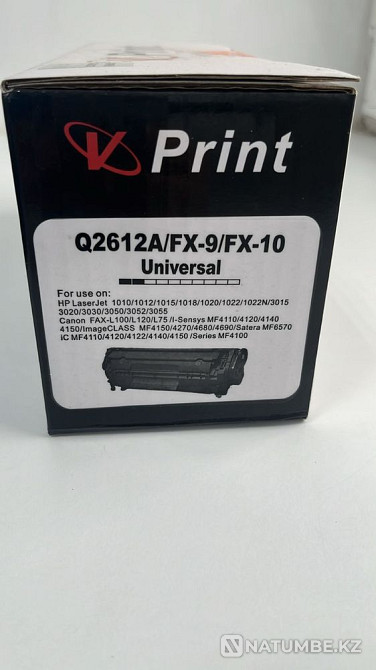 V Print
Q2612A/FX-9/FX-10
Universal
For use on:
HP LaserJet 1010/1012/1015/1018/1020/1022/1022N/3015
3020/3030/3050/3052/3055
Canon FAX-L100/L120/L75 /I-Sensys MF4110/4120/4140
4150/ImageCLASS MF4150/4270/4680/4690/Satera MF6570
iC MF4110/4120/4122/4140/4150 /Series MF4100
NATUMBE.KZ